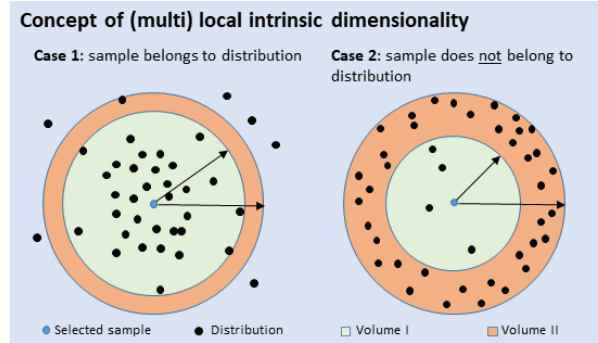 Concept of (multi) local intrinsic dimensionality
Case 1: sample belongs to distribution
Case 2: sample does not belong to
distribution
Selected sample
Distribution
Volume I
Volume II